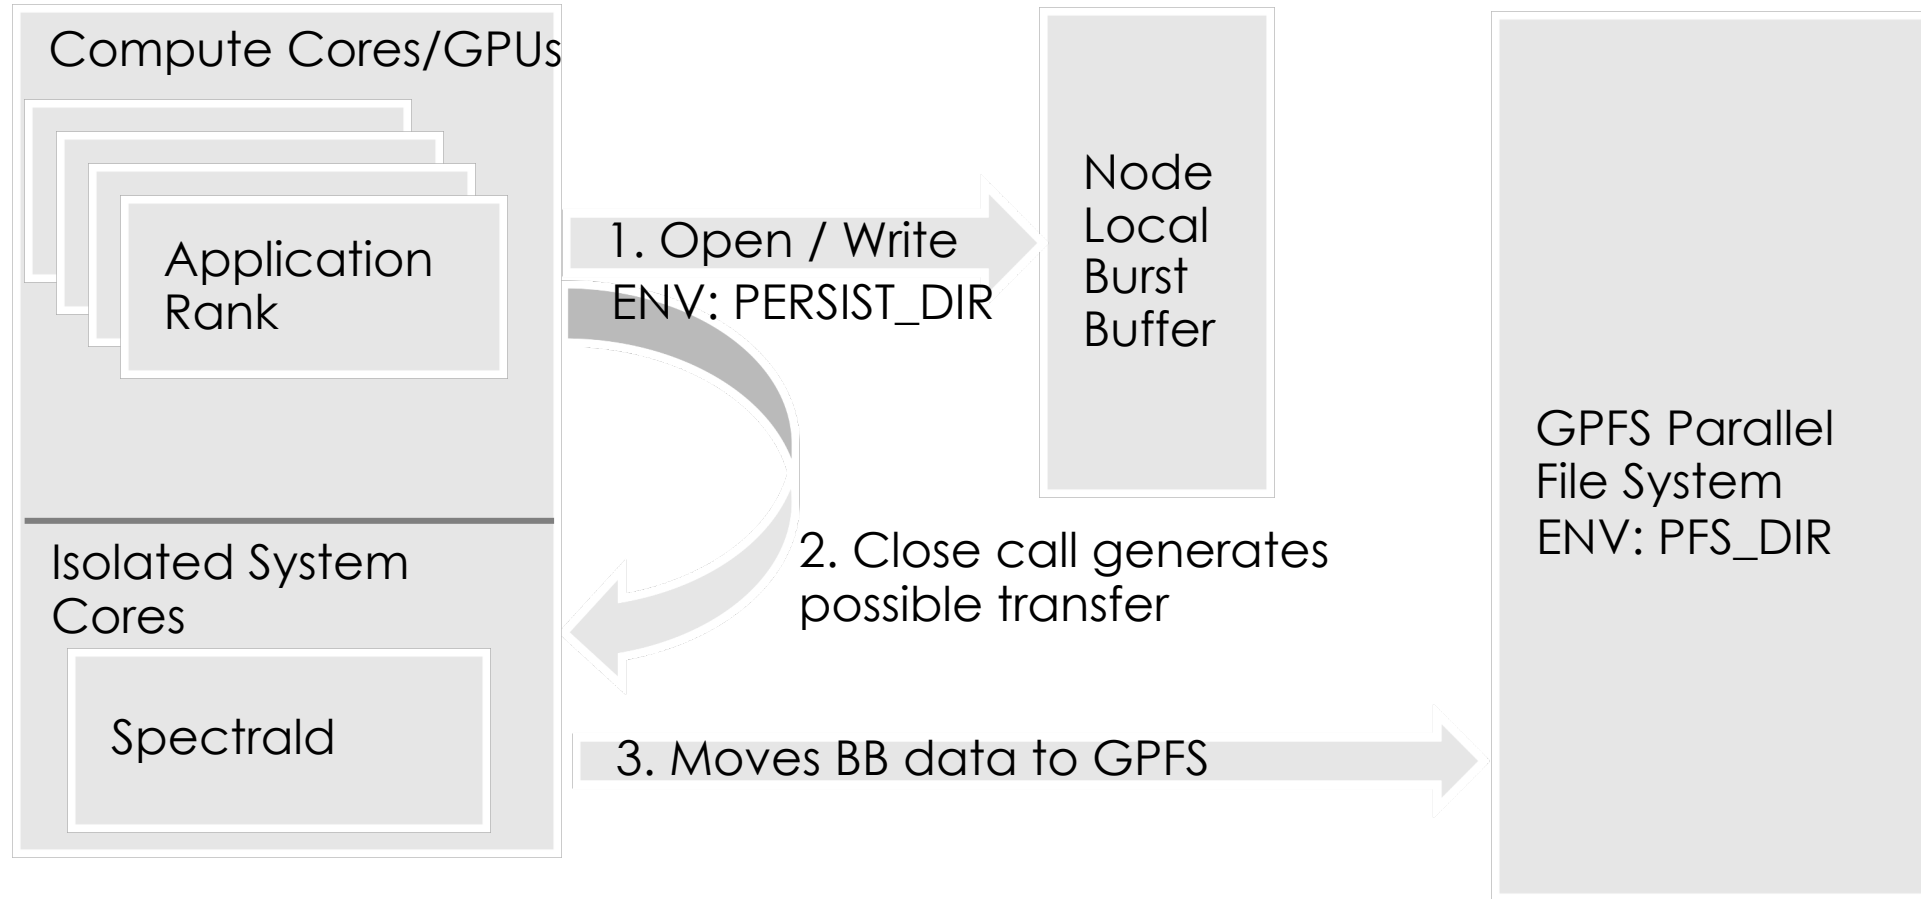 Compute Cores/GPUs
Application
Rank
1. Open / Write
ENV: PERSIST_DIR
Node
Local
Burst
Buffer
GPFS Parallel
File System
ENV: PFS_DIR
2. Close call generates
possible transfer
Isolated System
Cores
Spectrald
3. Moves BB data to GPFS